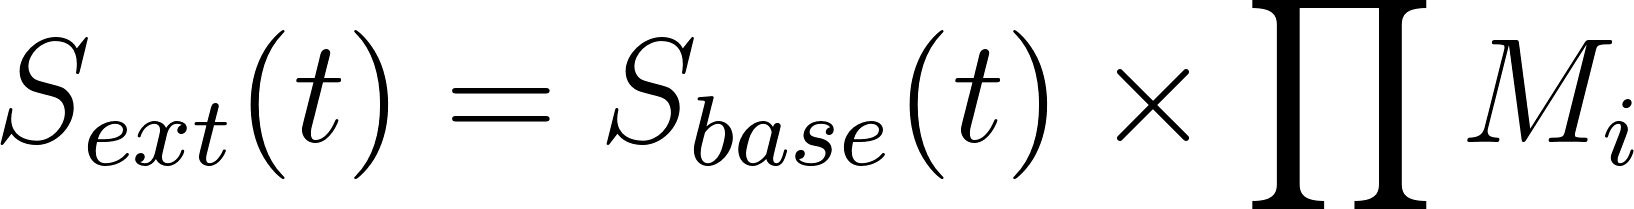 S_{ext}(t) = S_{base}(t) × ∏ M_i